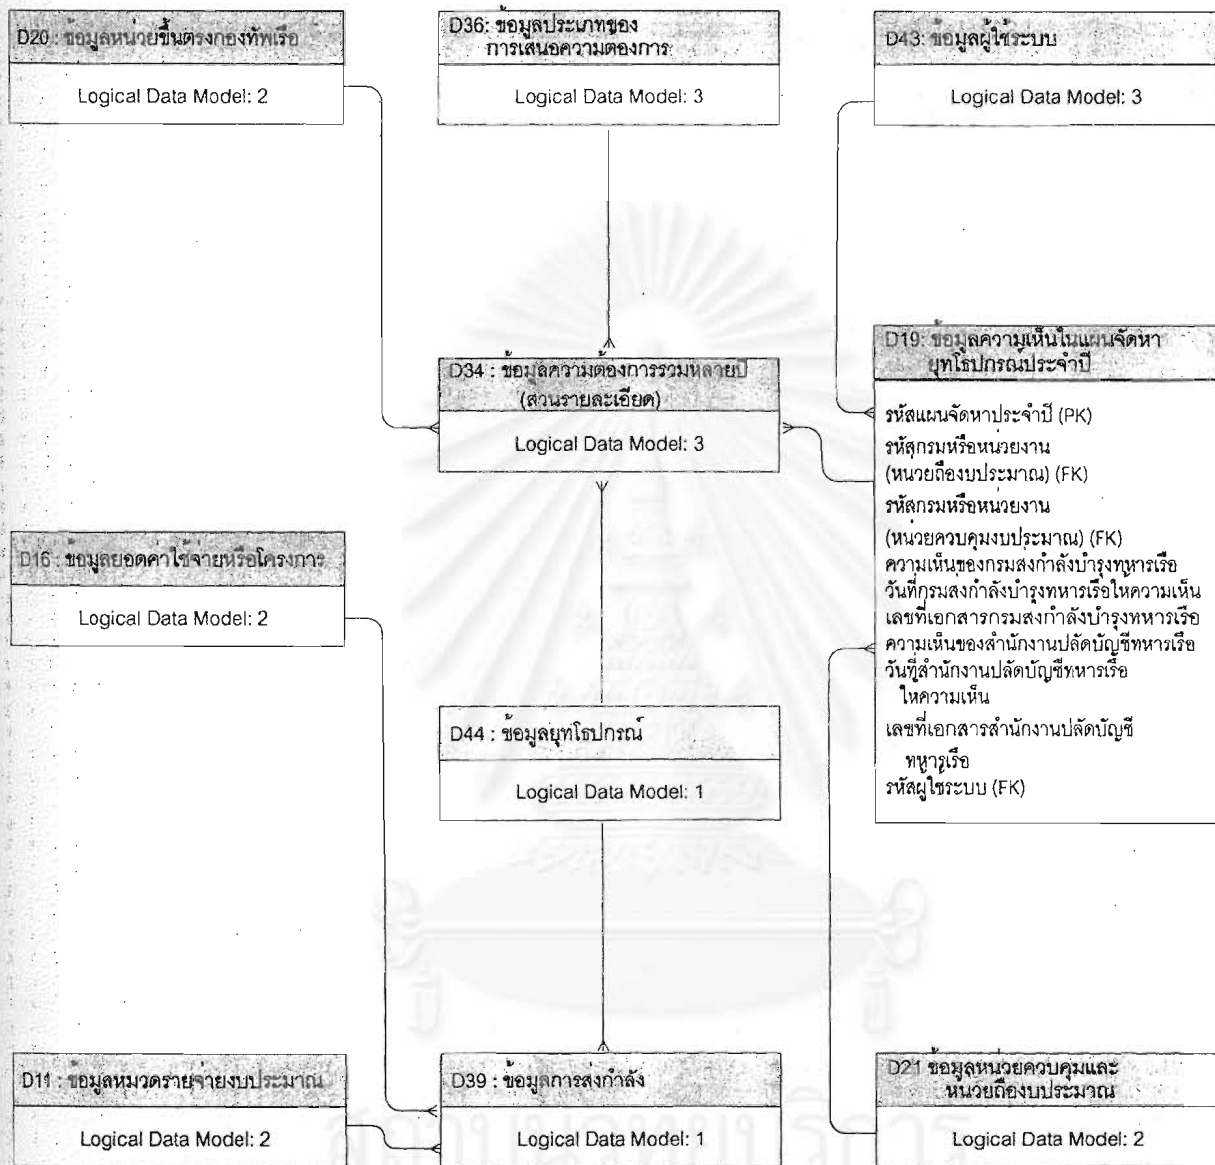 D20 : ข้อมูลหน่วยขึ้นตรงกองทัพเรือ
Logical Data Model: 2
D36: ข้อมูลประเภทของ
การเสนอความต้องการ
Logical Data Model: 3
D43: ข้อมูลผู้ใช้ระบบ
Logical Data Model: 3
D34 : ข้อมูลความต้องการรวมหลายปี
(ส่วนรายละเอียด)
Logical Data Model: 3
D19: ข้อมูลความเห็นในแผนจัดหา
ยุทโธปกรณ์ประจำปี
รหัสแผนจัดหาประจำปี (PK)
รหัสกรมหรือหน่วยงาน
(หน่วยถืองบประมาณ) (FK)
รหัสกรมหรือหน่วยงาน
(หน่วยควบคุมงบประมาณ) (FK)
ความเห็นของกรมส่งกำลังบำรุงทหารเรือ
วันที่กรมส่งกำลังบำรุงทหารเรือให้ความเห็น
เลขที่เอกสารกรมส่งกำลังบำรุงทหารเรือ
ความเห็นของสำนักงานปลัดบัญชีทหารเรือ
วันที่สำนักงานปลัดบัญชีทหารเรือ
ให้ความเห็น
เลขที่เอกสารสำนักงานปลัดบัญชี
ทหารเรือ
รหัสผู้ใช้ระบบ (FK)
D16 : ข้อมูลยอดค่าใช้จ่ายหรือโครงการ
Logical Data Model: 2
D44 : ข้อมูลยุทโธปกรณ์
Logical Data Model: 1
D11 : ข้อมูลหมวดรายจ่ายงบประมาณ
Logical Data Model: 2
D39 : ข้อมูลการส่งกำลัง
Logical Data Model: 1
D21 ข้อมูลหน่วยควบคุมและ
หน่วยถืองบประมาณ
Logical Data Model: 2
สถาบันวิทยบริการ